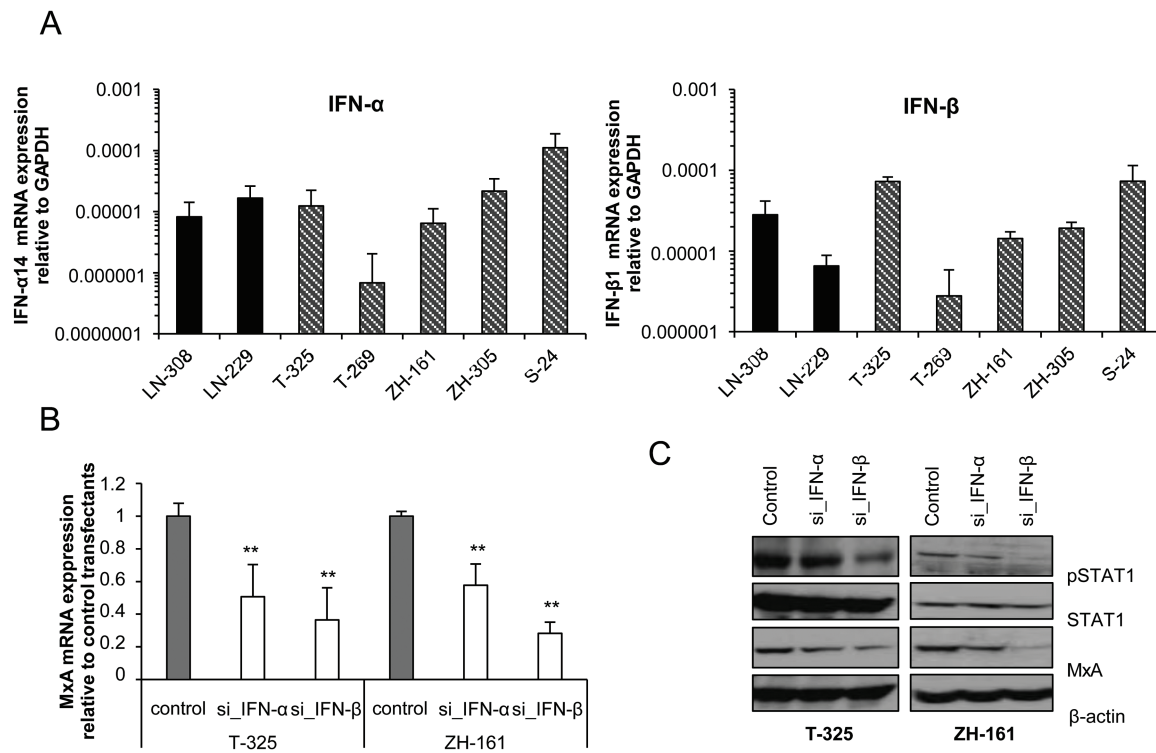 A
IFN-α
IFN-α14 mRNA expression
relative to GAPDH
0.001
0.0001
0.00001
0.000001
0.0000001
LN-308
LN-229
T-325
T-269
ZH-161
ZH-305
S-24
IFN-β
IFN-β1 mRNA expression
relative to GAPDH
0.001
0.0001
0.00001
0.000001
LN-308
LN-229
T-325
T-269
ZH-161
ZH-305
S-24
B
MxA mRNA exppression
relative to control transfectants
1.2
1
0.8
0.6
0.4
0.2
0
**
**
**
**
control
si_IFN-α
si_IFN-β
control
si_IFN-α
si_IFN-β
T-325
ZH-161
C
Control
si_IFN-α
si_IFN-β
Control
si_IFN-α
si_IFN-β
pSTAT1
STAT1
MxA
β-actin
T-325
ZH-161